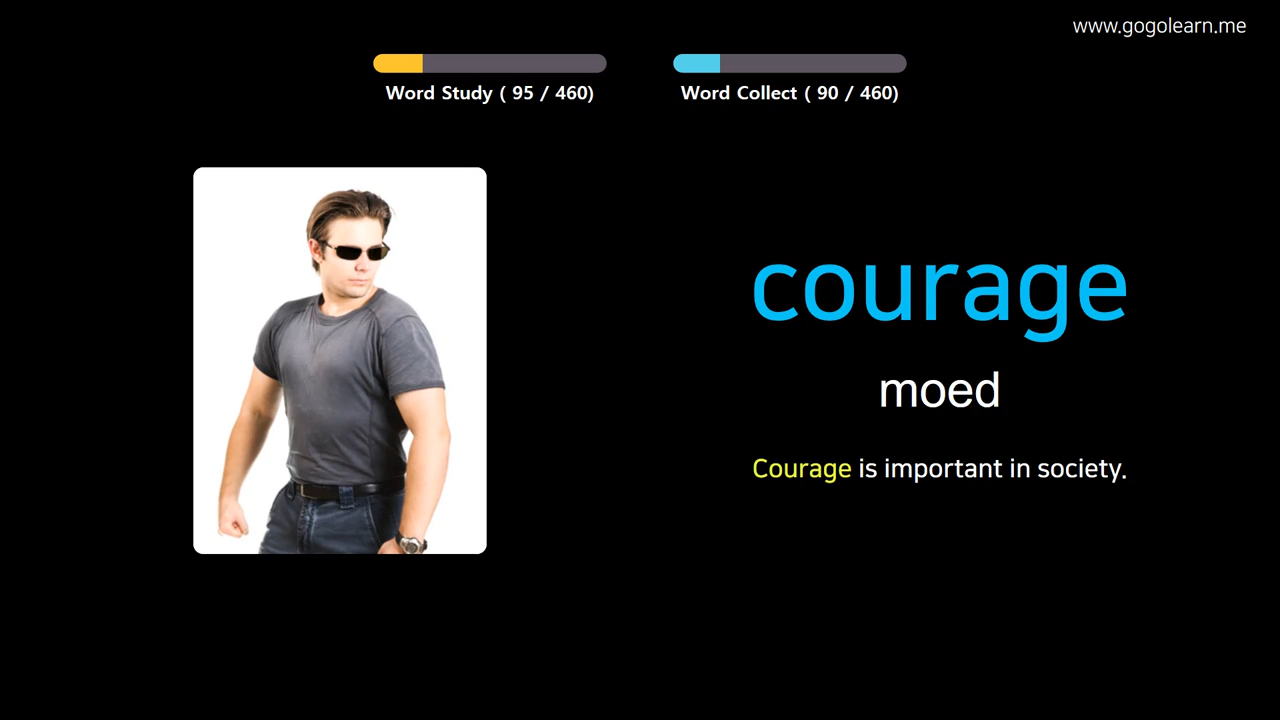 www.gogolearn.me
Word Study ( 95 / 460)
Word Collect ( 90 / 460)
courage
moed
Courage is important in society.